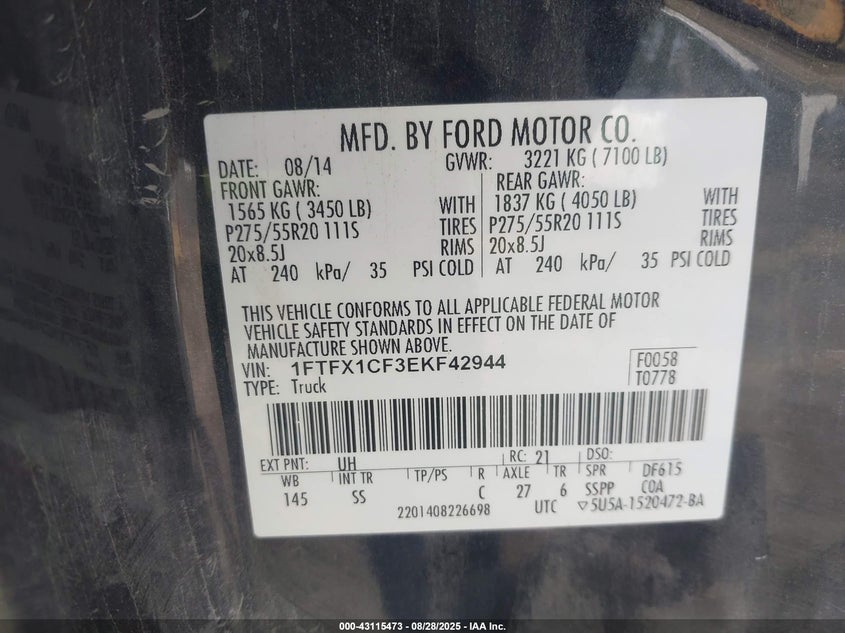 MFD. BY FORD MOTOR CO.
DATE: 08/14 GVWR: 3221 KG ( 7100 LB)
FRONT GAWR: REAR GAWR:
1565 KG ( 3450 LB) WITH 1837 KG ( 4050 LB) WITH
P275/55R20 111S TIRES P275/55R20 111S TIRES
20x8.5J RIMS 20x8.5J RIMS
AT 240 kPa/ 35 PSI COLD AT 240 kPa/ 35 PSI COLD
THIS VEHICLE CONFORMS TO ALL APPLICABLE FEDERAL MOTOR
VEHICLE SAFETY STANDARDS IN EFFECT ON THE DATE OF
MANUFACTURE SHOWN ABOVE.
VIN: 1FTFX1CF3EKF42944 F0058
TYPE: Truck T0778
EXT PNT: UH RC: 21 DSO:
WB INT TR TP/PS R AXLE TR SPR DF615
145 SS C 27 6 SSPP COA
2201408226698 UTC ▽5U5A-1520472-BA
000-43115473 - 08/28/2025 - IAA Inc.